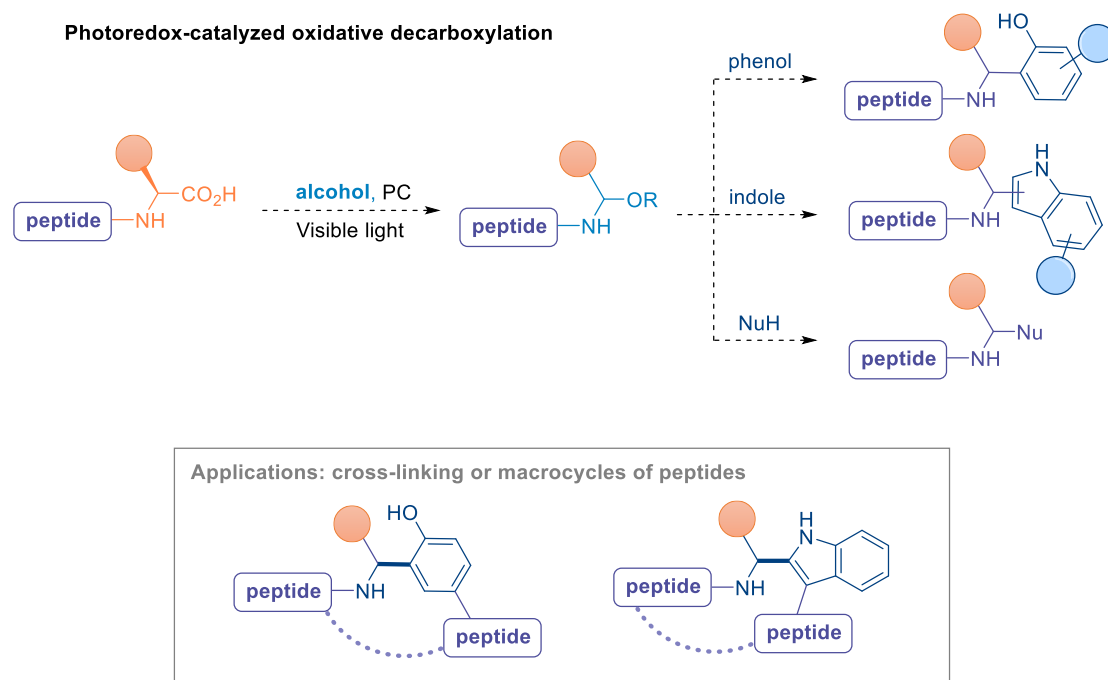 Photoredox-catalyzed oxidative decarboxylation
CO₂H
peptide
NH
alcohol, PC
Visible light
OR
peptide
NH
phenol
HO
peptide
NH
indole
H
N
peptide
NH
NuH
Nu
peptide
NH
Applications: cross-linking or macrocycles of peptides
HO
peptide
NH
peptide
H
N
peptide
NH
peptide